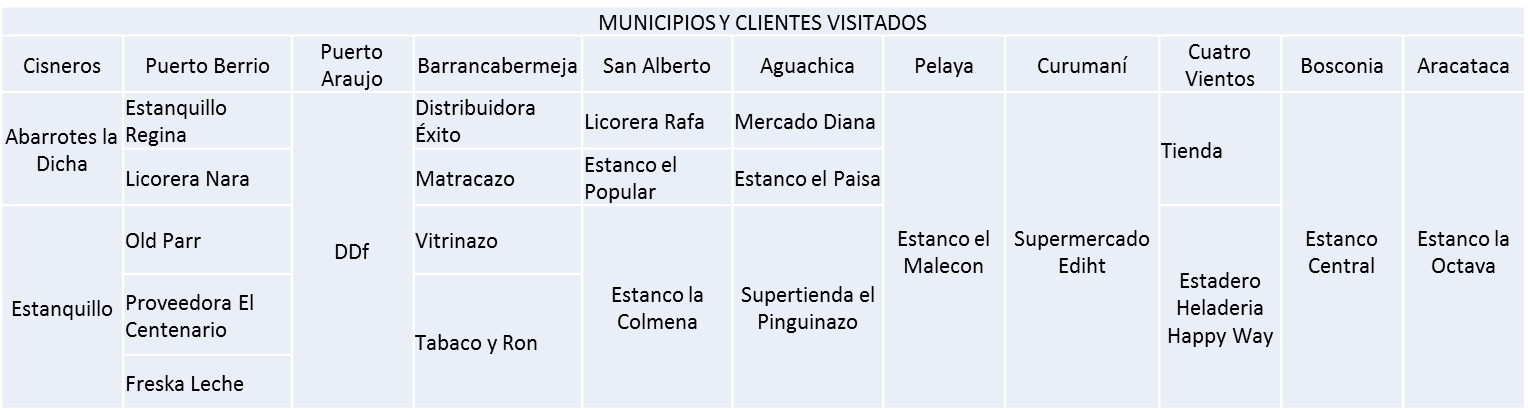 MUNICIPIOS Y CLIENTES VISITADOS
Cisneros
Puerto Berrio
Puerto
Araujo
Barrancabermeja
San Alberto
Aguachica
Pelaya
Curumaní
Cuatro
Vientos
Bosconia
Aracataca
Abarrotes la
Dicha
Estanquillo
Regina
DDf
Distribuidora
Éxito
Licorera Rafa
Mercado Diana
Estanco el
Malecon
Supermercado
Ediht
Tienda
Estanco
Central
Estanco la
Octava
Licorera Nara
Matracazo
Estanco el
Popular
Estanco el Paisa
Estanquillo
Old Parr
Vitrinazo
Estanco la
Colmena
Supertienda el
Pinguinazo
Estadero
Heladeria
Happy Way
Proveedora El
Centenario
Tabaco y Ron
Freska Leche